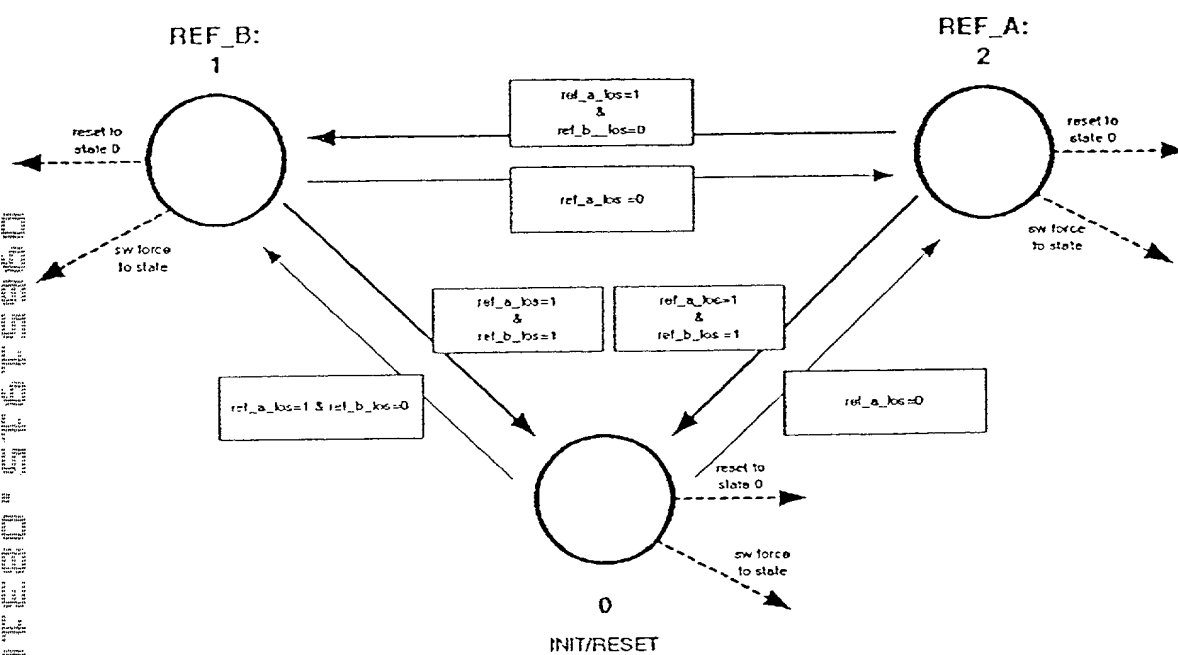 REF_B:
1
REF_A:
2
ref_a_los=1
&
ref_b__los=0
reset to
state 0
reset to
state 0
ref_a_los =0
sw force
to state
sw force
to state
ref_a_los=1
&
ref_b_los=1
ref_a_los=1
&
ref_b_los =1
ref_a_los=1 & ref_b_los=0
ref_a_los=0
reset to
state 0
sw force
to state
0
INIT/RESET